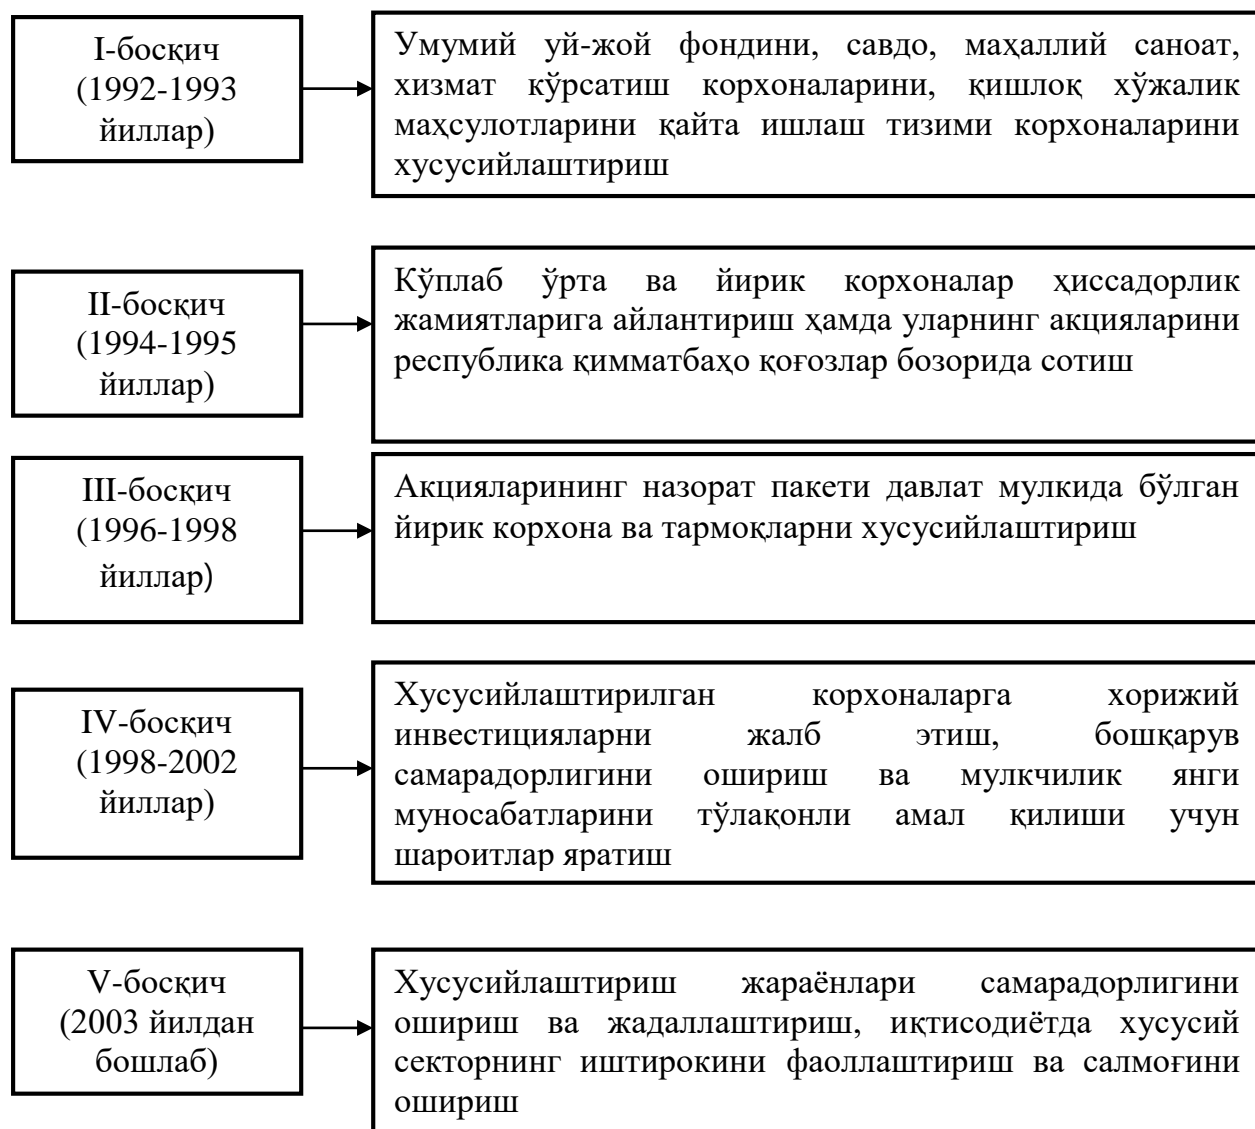 I-босқич
(1992-1993
йиллар)
Умумий уй-жой фондини, савдо, маҳаллий саноат,
хизмат кўрсатиш корхоналарини, қишлоқ хўжалик
маҳсулотларини қайта ишлаш тизими корхоналарини
хусусийлаштириш
II-босқич
(1994-1995
йиллар)
Кўплаб ўрта ва йирик корхоналар ҳиссадорлик
жамиятларига айлантириш ҳамда уларнинг акцияларини
республика қимматбаҳо қоғозлар бозорида сотиш
III-босқич
(1996-1998
йиллар)
Акцияларининг назорат пакети давлат мулкида бўлган
йирик корхона ва тармоқларни хусусийлаштириш
IV-босқич
(1998-2002
йиллар)
Хусусийлаштирилган корхоналарга хорижий
инвестицияларни жалб этиш, бошқарув
самарадорлигини ошириш ва мулкчилик янги
муносабатларини тўлақонли амал қилиши учун
шароитлар яратиш
V-босқич
(2003 йилдан
бошлаб)
Хусусийлаштириш жараёнлари самарадорлигини
ошириш ва жадаллаштириш, иқтисодиётда хусусий
секторнинг иштирокини фаоллаштириш ва салмоғини
ошириш